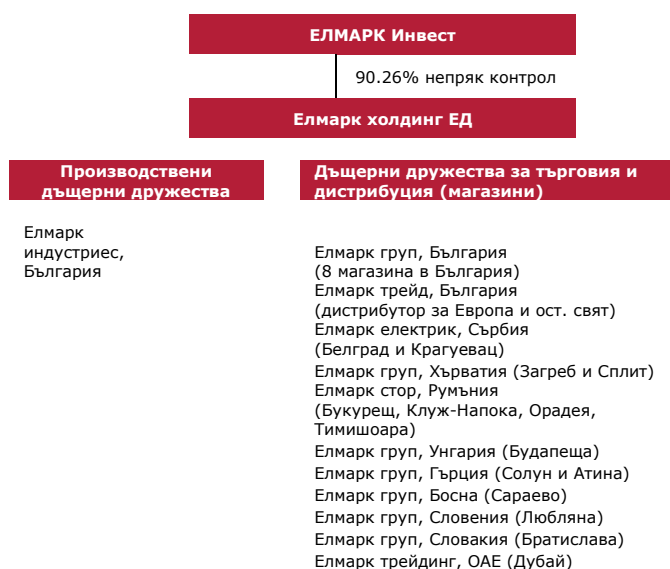 ЕЛМАРК Инвест
90.26% непряк контрол
Елмарк холдинг ЕД
Производствени
дъщерни дружества
Елмарк
индустриес,
България
Дъщерни дружества за търговия и
дистрибуция (магазини)
Елмарк груп, България
(8 магазина в България)
Елмарк трейд, България
(дистрибутор за Европа и ост. свят)
Елмарк електрик, Сърбия
(Белград и Крагуевац)
Елмарк груп, Хърватия (Загреб и Сплит)
Елмарк стор, Румъния
(Букурещ, Клуж-Напока, Орадея,
Тимишоара)
Елмарк груп, Унгария (Будапеща)
Елмарк груп, Гърция (Солун и Атина)
Елмарк груп, Босна (Сараево)
Елмарк груп, Словения (Любляна)
Елмарк груп, Словакия (Братислава)
Елмарк трейдинг, ОАЕ (Дубай)